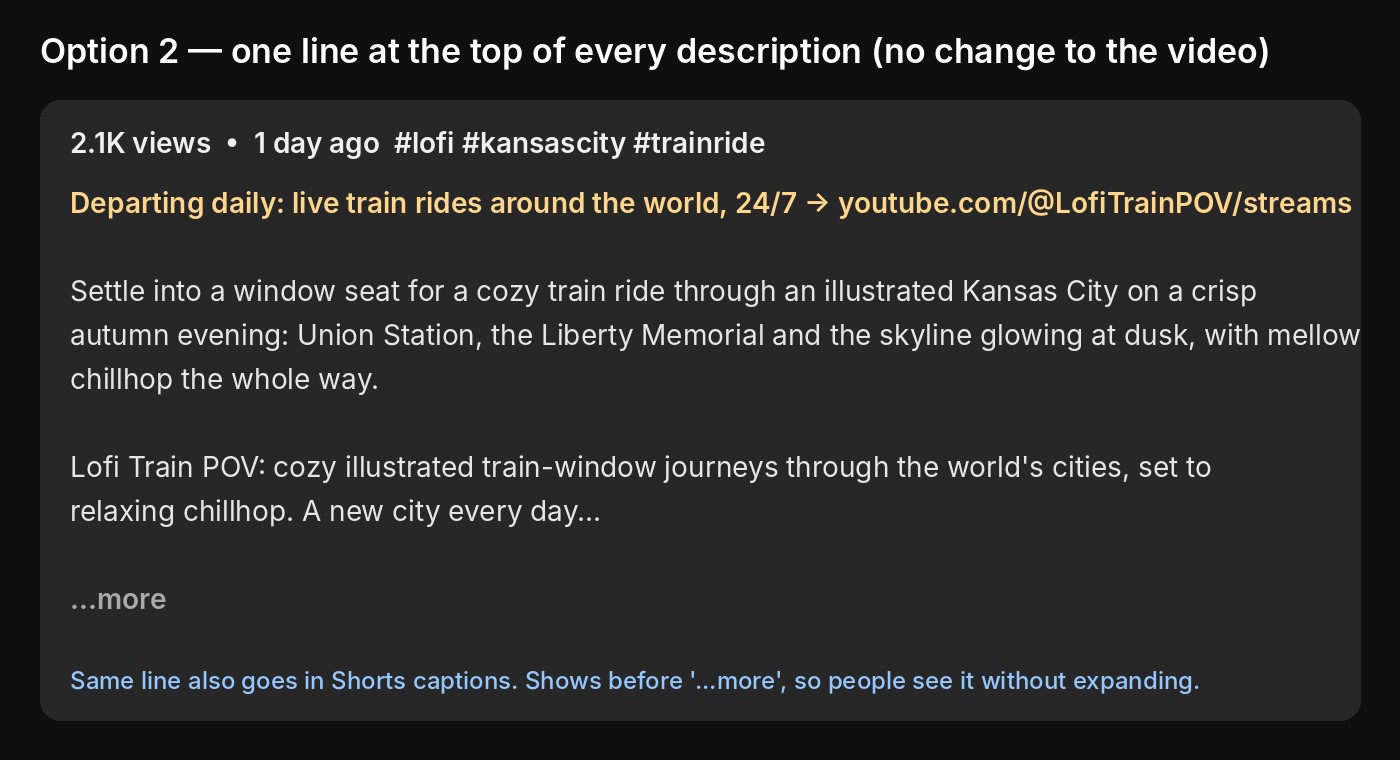 Option 2 — one line at the top of every description (no change to the video)
2.1K views • 1 day ago #lofi #kansascity #trainride
Departing daily: live train rides around the world, 24/7 → youtube.com/@LofiTrainPOV/streams
Settle into a window seat for a cozy train ride through an illustrated Kansas City on a crisp
autumn evening: Union Station, the Liberty Memorial and the skyline glowing at dusk, with mellow
chillhop the whole way.
Lofi Train POV: cozy illustrated train-window journeys through the world's cities, set to
relaxing chillhop. A new city every day...
...more
Same line also goes in Shorts captions. Shows before '...more', so people see it without expanding.